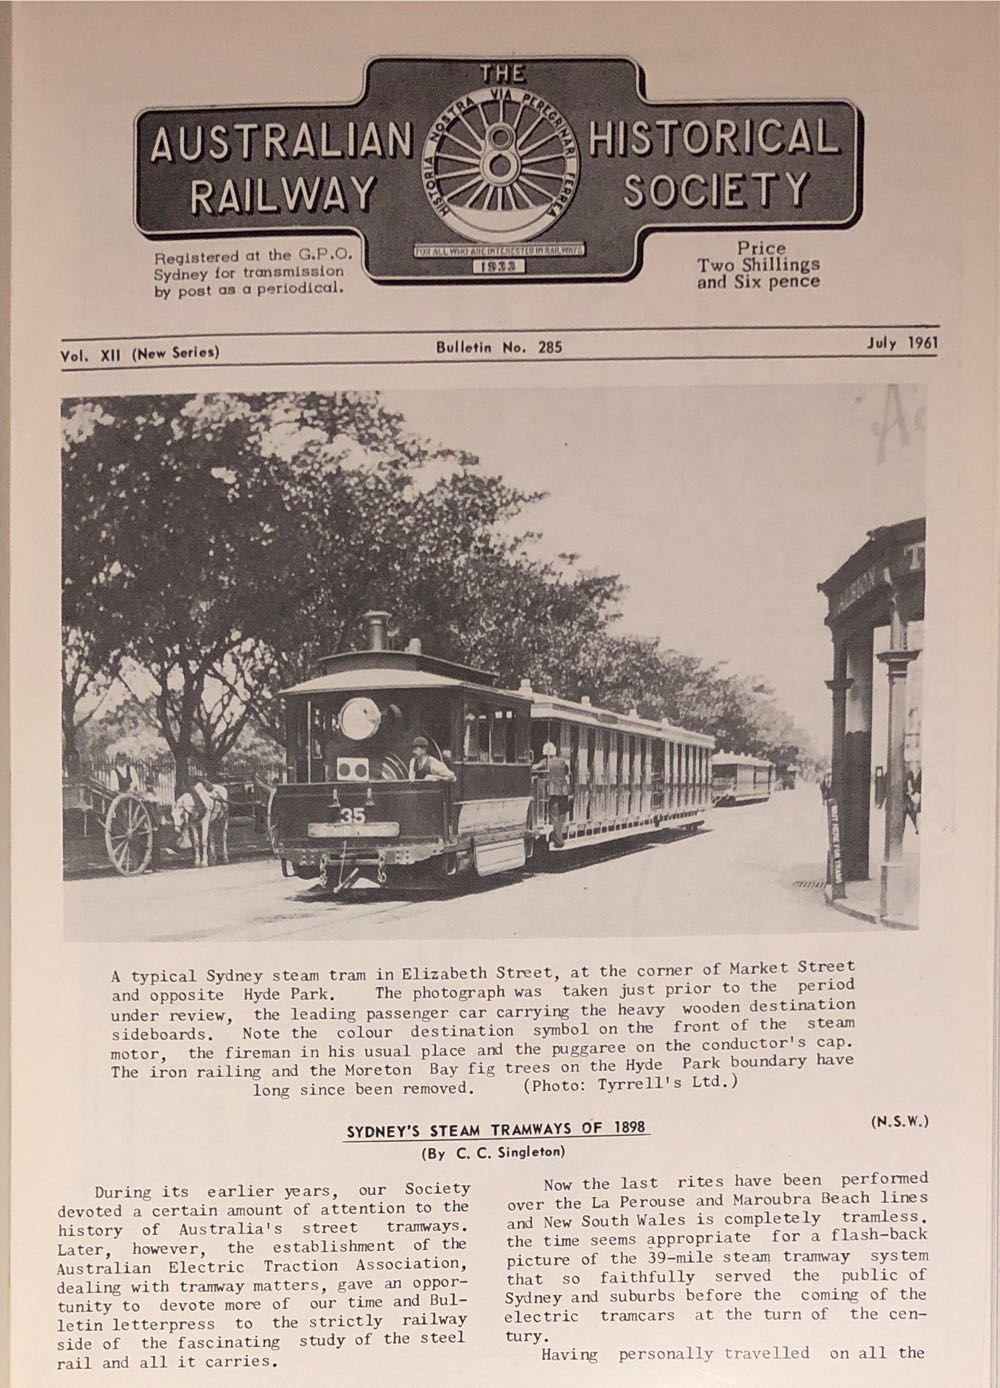 THE
AUSTRALIAN HISTORICAL
RAILWAY SOCIETY
HISTORIA NOSTRA VIA PEREGRINARI FERREA
FOR ALL WHO ARE INTERESTED IN RAILWAYS
1933
Registered at the G.P.O.
Sydney for transmission
by post as a periodical.
Price
Two Shillings
and Six pence
Vol. XII (New Series) Bulletin No. 285 July 1961
ALBION
35
A typical Sydney steam tram in Elizabeth Street, at the corner of Market Street
and opposite Hyde Park. The photograph was taken just prior to the period
under review, the leading passenger car carrying the heavy wooden destination
sideboards. Note the colour destination symbol on the front of the steam
motor, the fireman in his usual place and the puggaree on the conductor's cap.
The iron railing and the Moreton Bay fig trees on the Hyde Park boundary have
long since been removed. (Photo: Tyrrell's Ltd.)
SYDNEY'S STEAM TRAMWAYS OF 1898 (N.S.W.)
(By C. C. Singleton)
During its earlier years, our Society
devoted a certain amount of attention to the
history of Australia's street tramways.
Later, however, the establishment of the
Australian Electric Traction Association,
dealing with tramway matters, gave an oppor-
tunity to devote more of our time and Bul-
letin letterpress to the strictly railway
side of the fascinating study of the steel
rail and all it carries.
Now the last rites have been performed
over the La Perouse and Maroubra Beach lines
and New South Wales is completely tramless.
the time seems appropriate for a flash-back
picture of the 39-mile steam tramway system
that so faithfully served the public of
Sydney and suburbs before the coming of the
electric tramcars at the turn of the cen-
tury.
Having personally travelled on all the